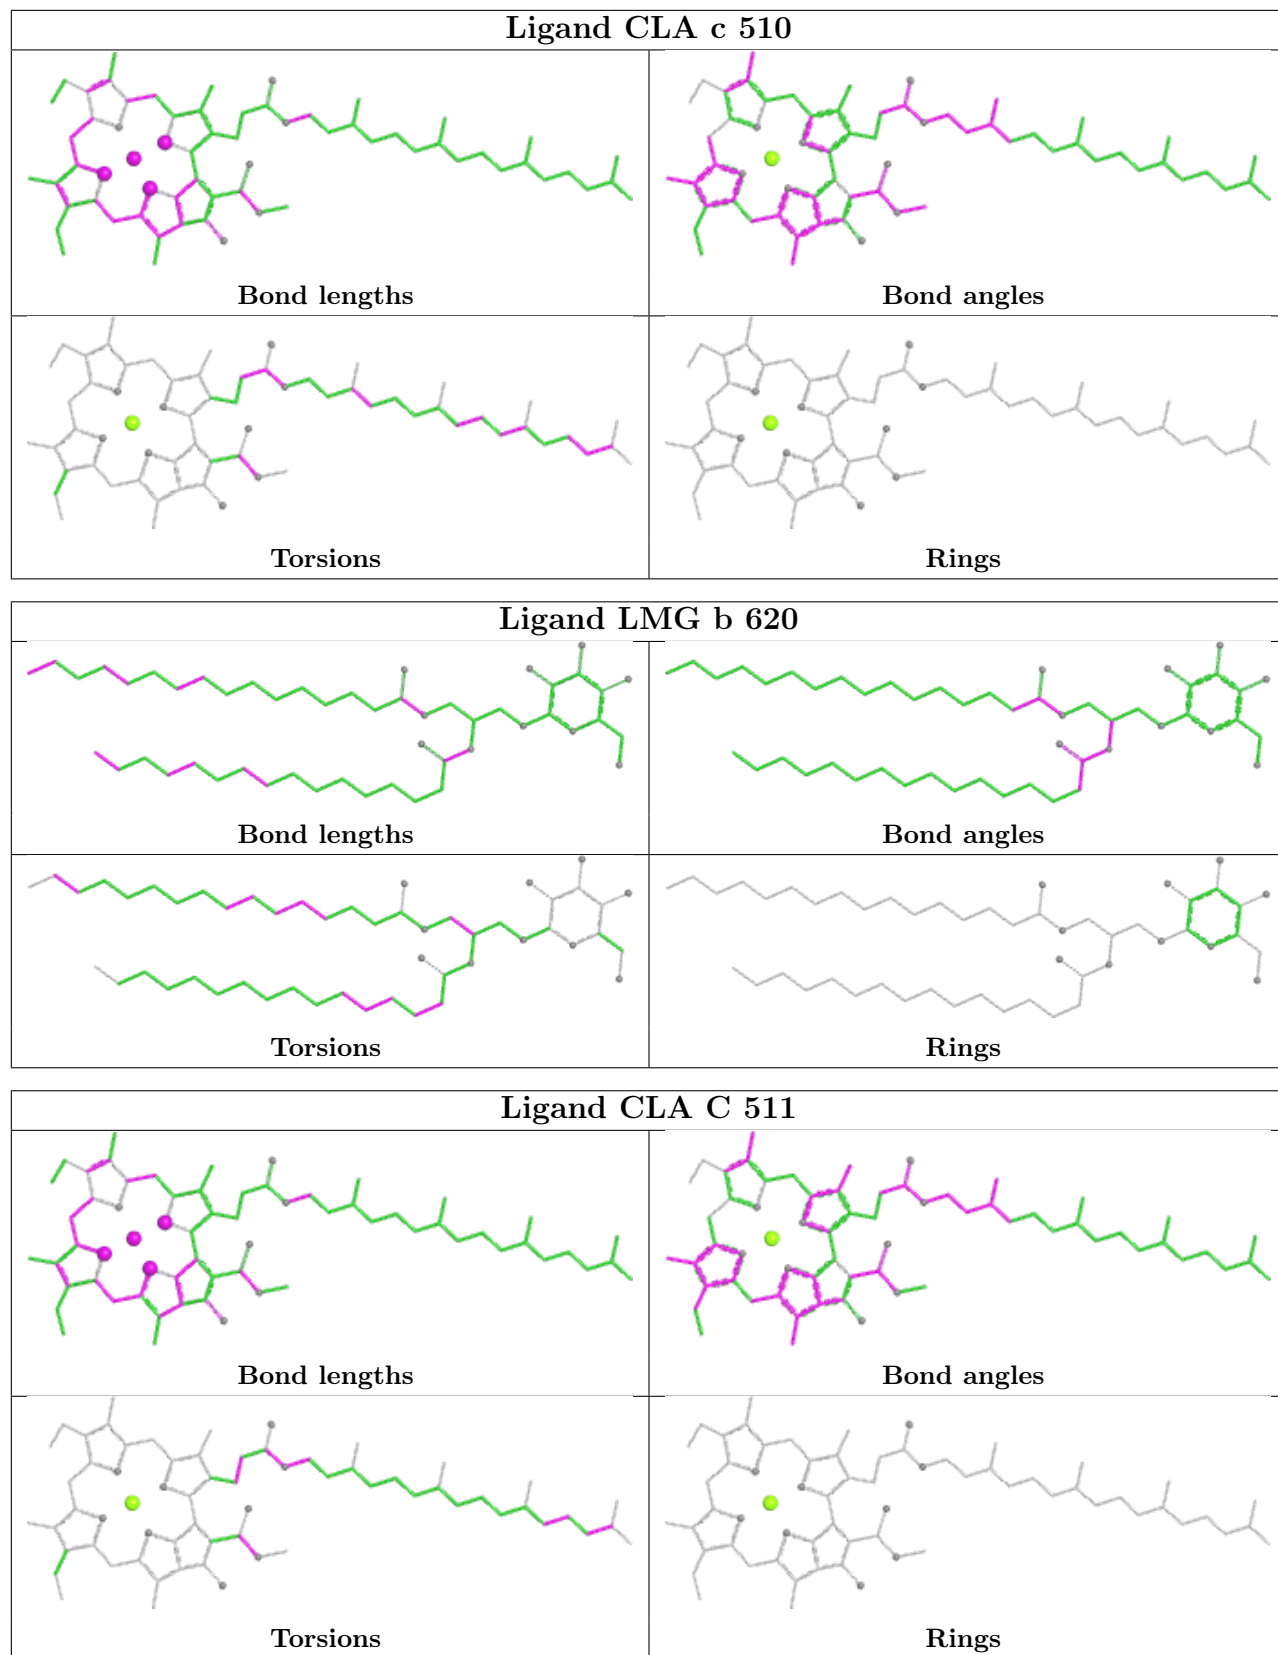 Ligand CLA c 510
Bond lengths
Bond angles
Torsions
Rings
Ligand LMG b 620
Bond lengths
Bond angles
Torsions
Rings
Ligand CLA C 511
Bond lengths
Bond angles
Torsions
Rings